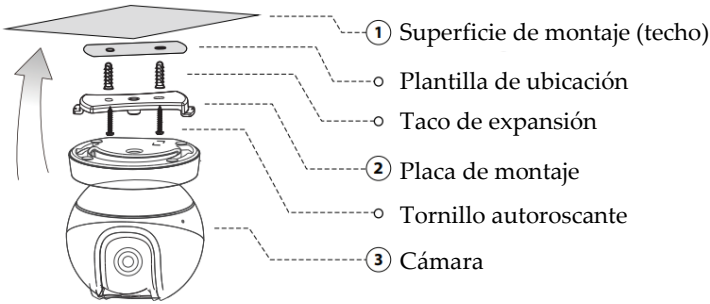 1 Superficie de montaje (techo)
Plantilla de ubicación
Taco de expansión
2 Placa de montaje
Tornillo autoroscante
3 Cámara